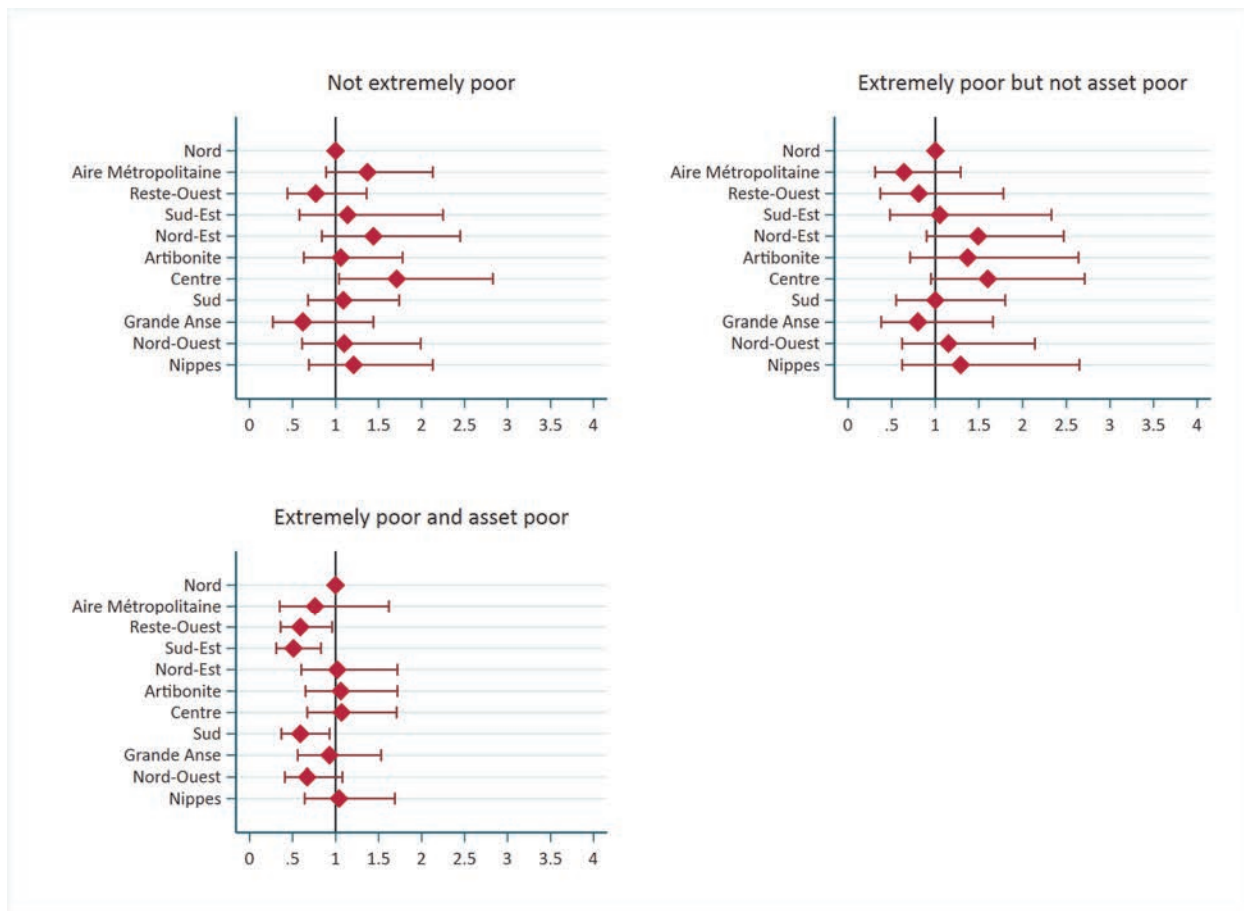 Not extremely poor
Nord
Aire Métropolitaine
Reste-Ouest
Sud-Est
Nord-Est
Artibonite
Centre
Sud
Grande Anse
Nord-Ouest
Nippes
0 .5 1 1.5 2 2.5 3 3.5 4
Extremely poor but not asset poor
Nord
Aire Métropolitaine
Reste-Ouest
Sud-Est
Nord-Est
Artibonite
Centre
Sud
Grande Anse
Nord-Ouest
Nippes
0 .5 1 1.5 2 2.5 3 3.5 4
Extremely poor and asset poor
Nord
Aire Métropolitaine
Reste-Ouest
Sud-Est
Nord-Est
Artibonite
Centre
Sud
Grande Anse
Nord-Ouest
Nippes
0 .5 1 1.5 2 2.5 3 3.5 4